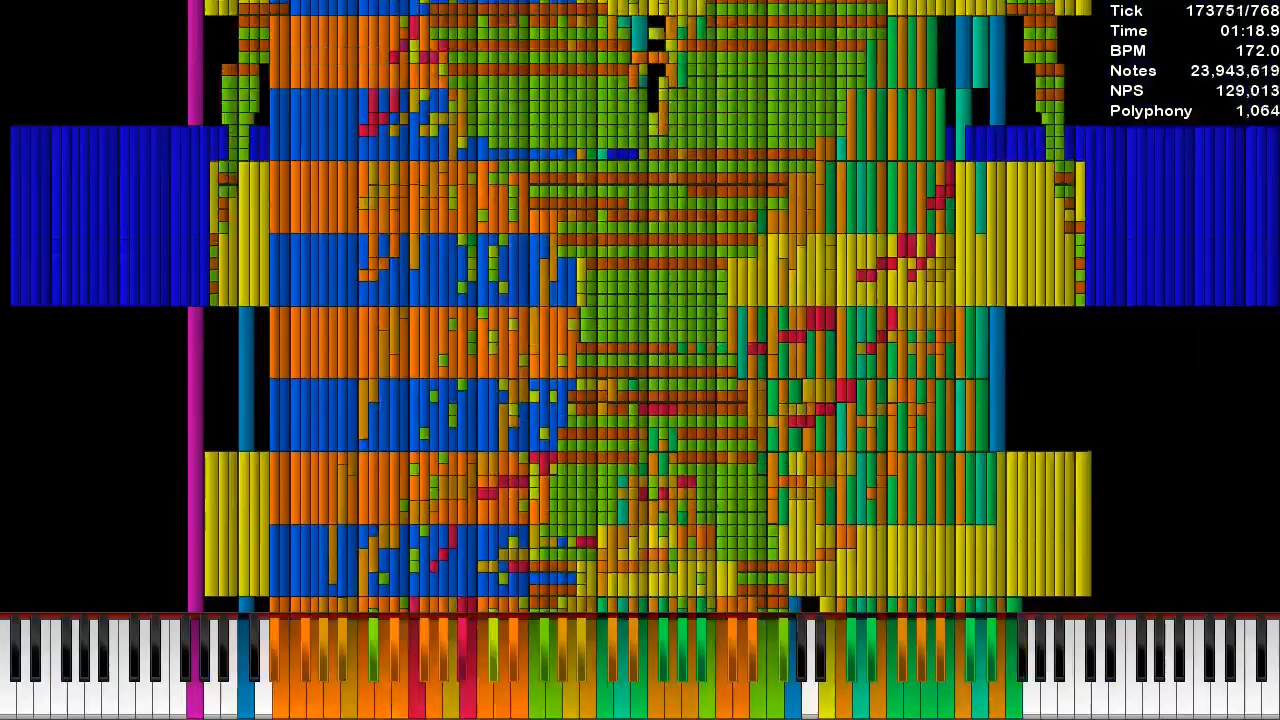 Tick 173751/768
Time 01:18.9
BPM 172.0
Notes 23,943,619
NPS 129,013
Polyphony 1,064